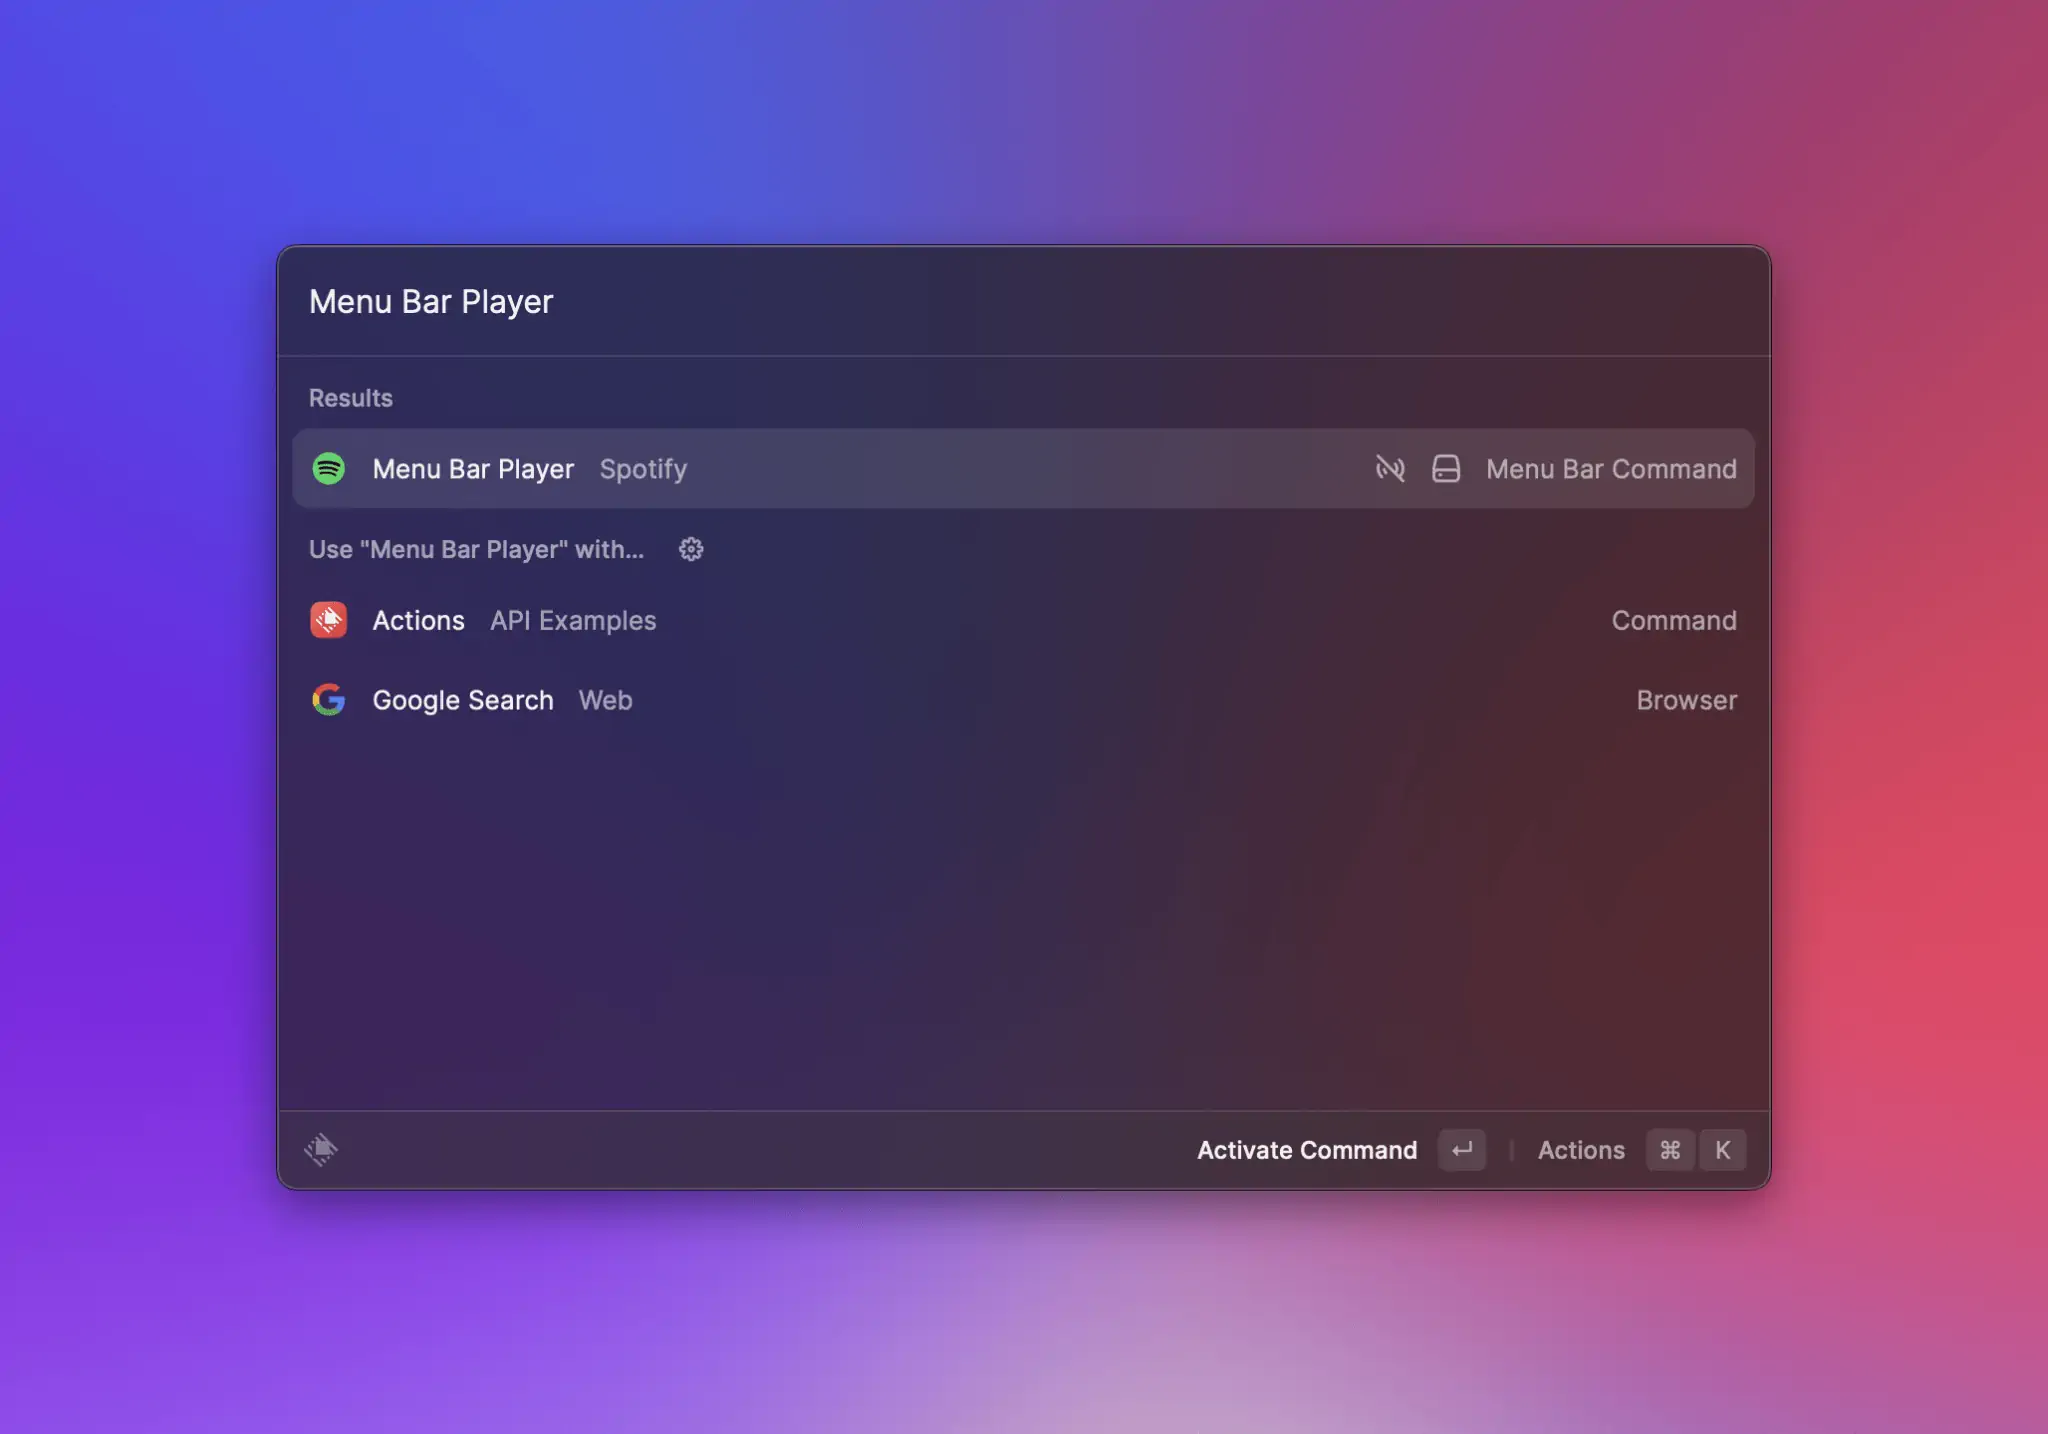 Menu Bar Player
Results
Menu Bar Player Spotify Menu Bar Command
Use "Menu Bar Player" with...
Actions API Examples Command
Google Search Web Browser
Activate Command ↵ Actions ⌘ K